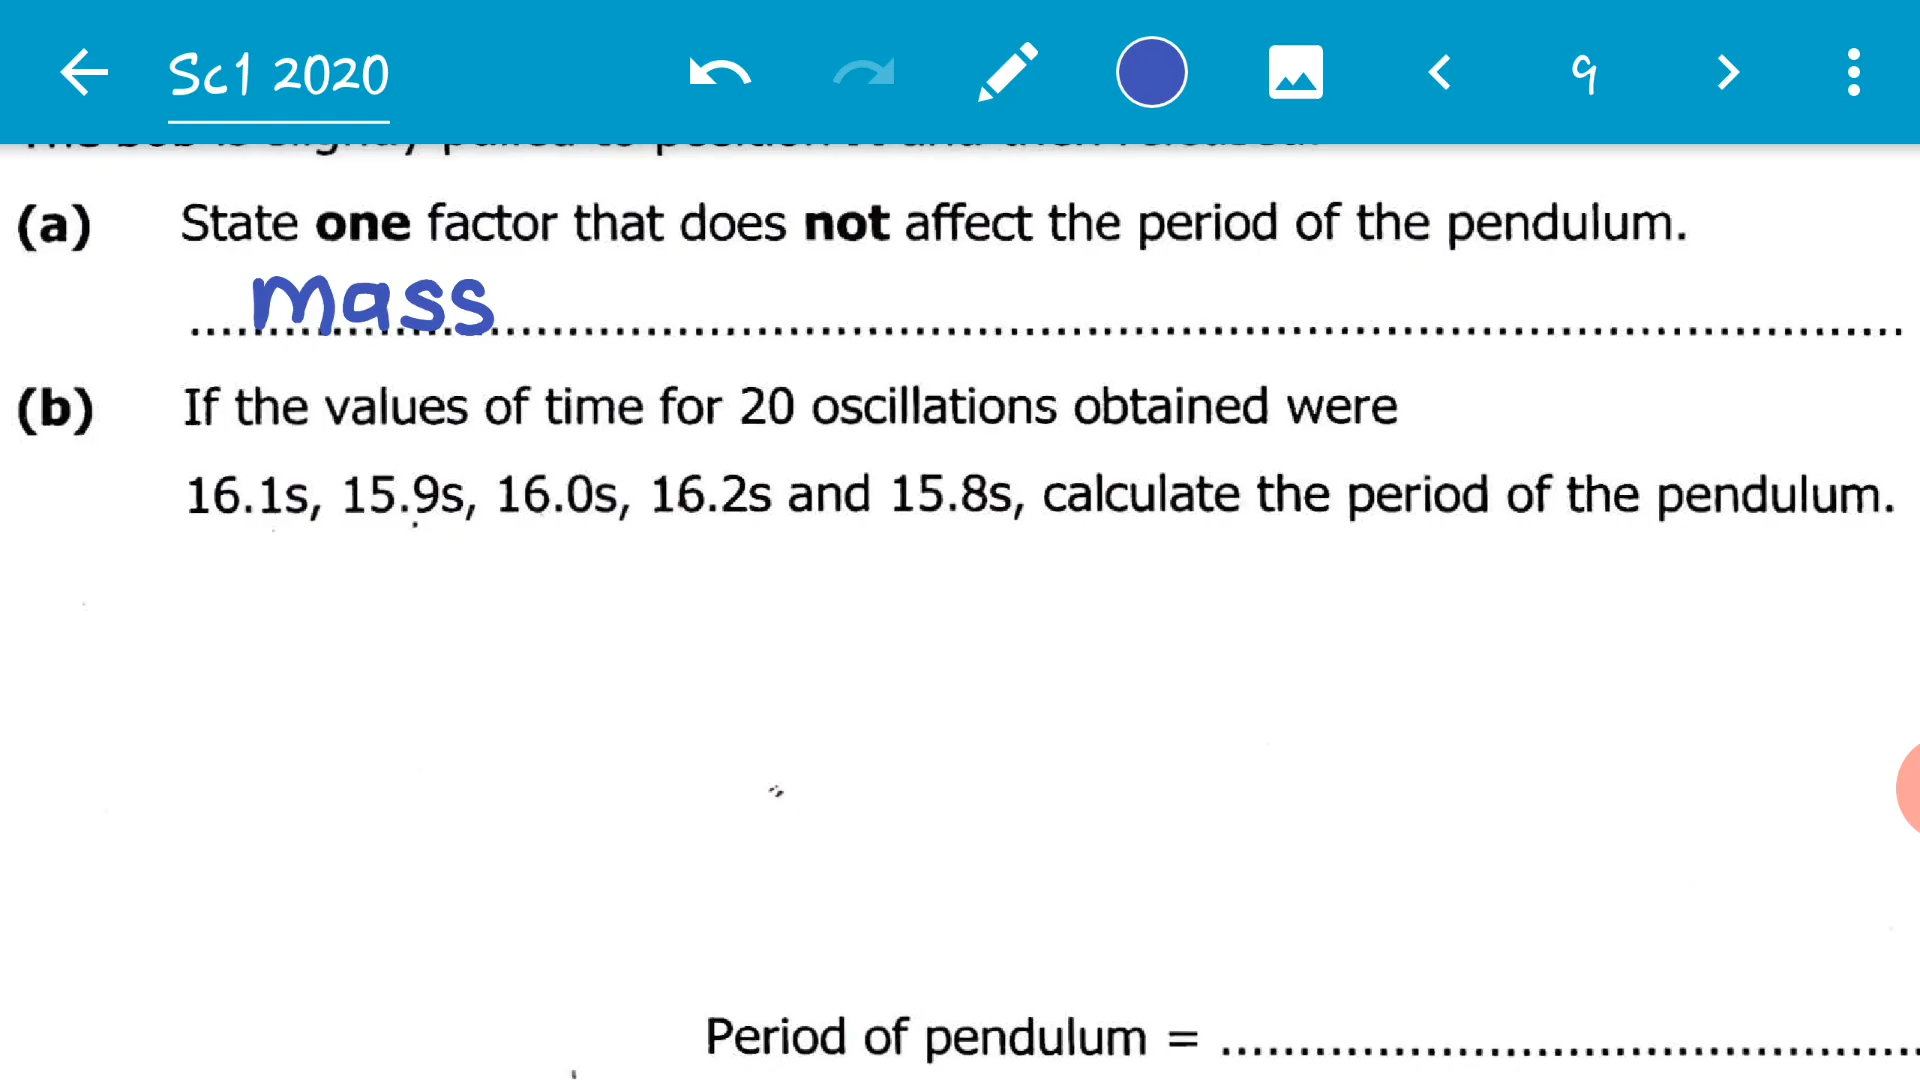 Sc1 2020
9
(a) State one factor that does not affect the period of the pendulum.
mass
(b) If the values of time for 20 oscillations obtained were
16.1s, 15.9s, 16.0s, 16.2s and 15.8s, calculate the period of the pendulum.
Period of pendulum =